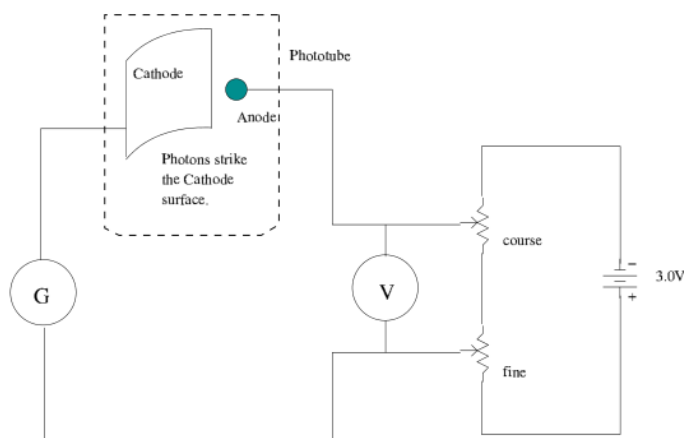 Phototube
Cathode
Anode
Photons strike
the Cathode
surface.
course
G
V
−
3.0V
+
fine